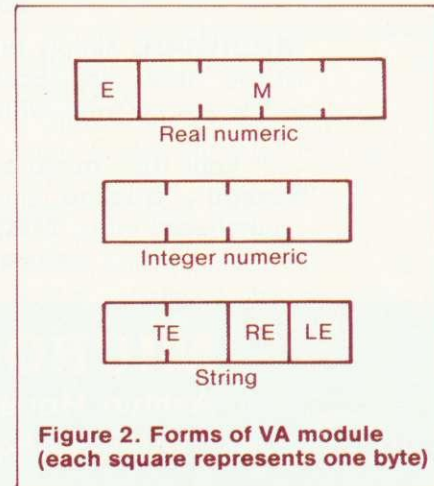 E M
Real numeric
Integer numeric
TE RE LE
String
Figure 2. Forms of VA module
(each square represents one byte)